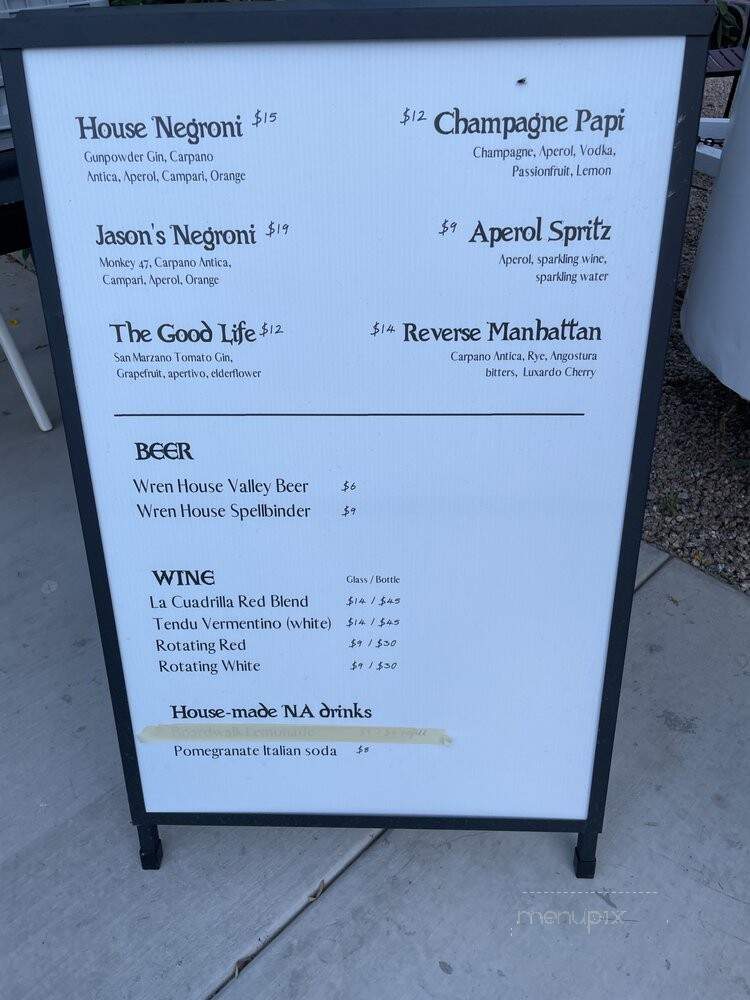 House Negroni $15
Gunpowder Gin, Carpano
Antica, Aperol, Campari, Orange
$12 Champagne Papi
Champagne, Aperol, Vodka,
Passionfruit, Lemon
Jason's Negroni $19
Monkey 47, Carpano Antica,
Campari, Aperol, Orange
$9 Aperol Spritz
Aperol, sparkling wine,
sparkling water
The Good Life $12
San Marzano Tomato Gin,
Grapefruit, apertivo, elderflower
$14 Reverse Manhattan
Carpano Antica, Rye, Angostura
bitters, Luxardo Cherry
BEER
Wren House Valley Beer $6
Wren House Spellbinder $9
WINE Glass / Bottle
La Cuadrilla Red Blend $14 / $45
Tendu Vermentino (white) $14 / $45
Rotating Red $9 / $30
Rotating White $9 / $30
House-made NA drinks
Boardwalk Lemonade
Pomegranate Italian soda $8
menupix